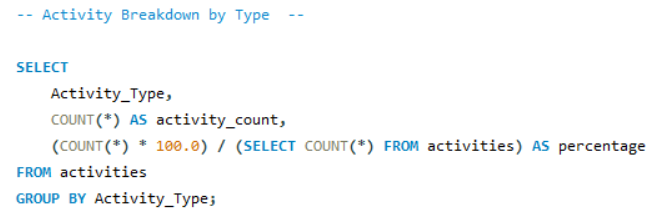 -- Activity Breakdown by Type  --
SELECT
    Activity_Type,
    COUNT(*) AS activity_count,
    (COUNT(*) * 100.0) / (SELECT COUNT(*) FROM activities) AS percentage
FROM activities
GROUP BY Activity_Type;